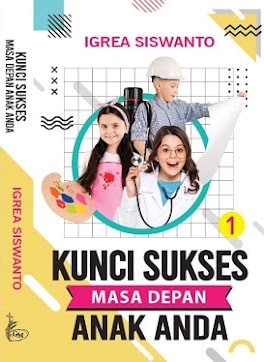 IGREA SISWANTO
1
KUNCI SUKSES
MASA DEPAN
ANAK ANDA
KUNCI SUKSES
MASA DEPAN ANAK ANDA
IGREA SISWANTO